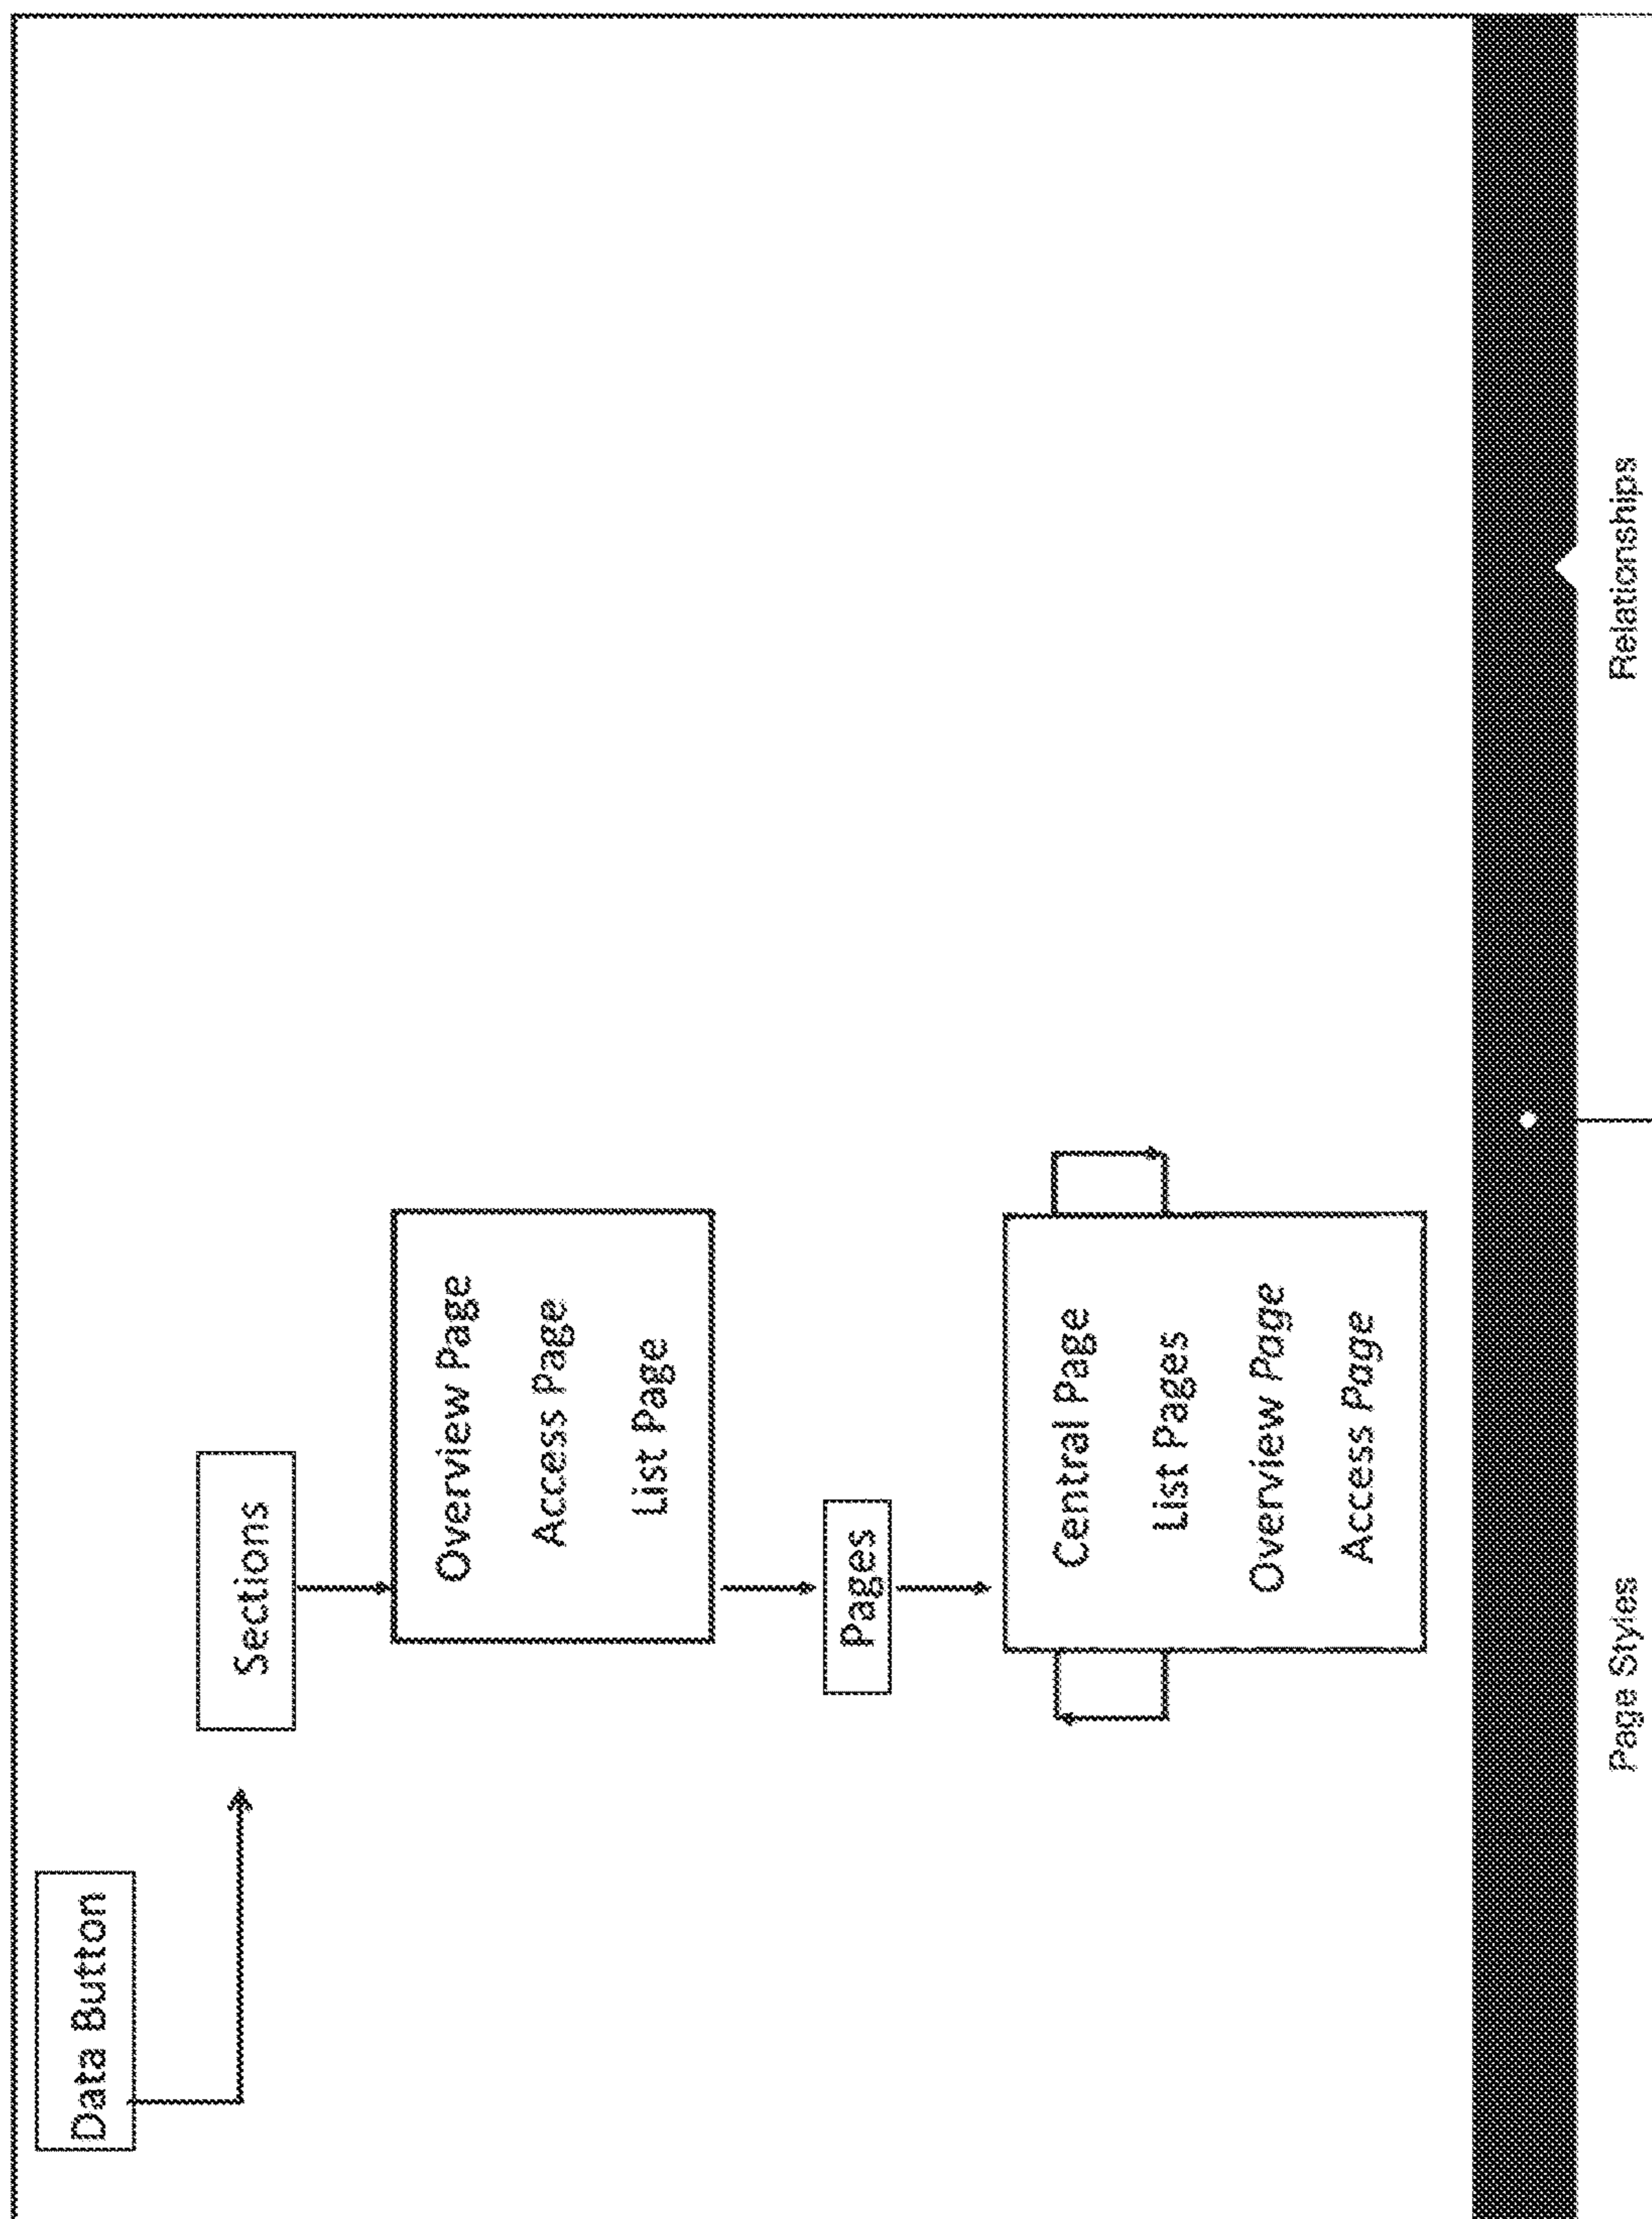 Data Button
Sections
Overview Page
Access Page
List Page
Pages
Central Page
List Pages
Overview Page
Access Page
Page Styles
Relationships